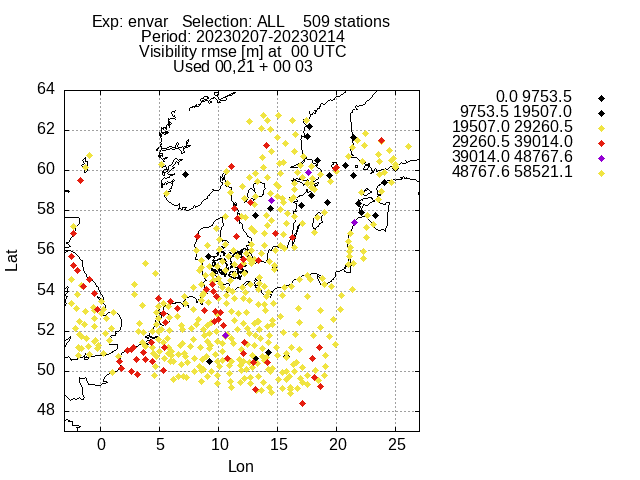 Exp: envar Selection: ALL 509 stations
Period: 20230207-20230214
Visibility rmse [m] at 00 UTC
Used 00,21 + 00 03
64
62
60
58
56
54
52
50
48
0 5 10 15 20 25
Lat
Lon
0.0 9753.5
9753.5 19507.0
19507.0 29260.5
29260.5 39014.0
39014.0 48767.6
48767.6 58521.1